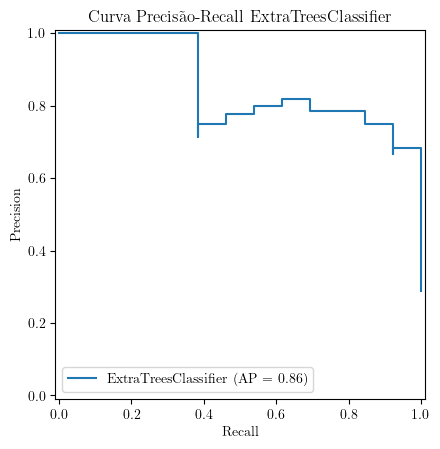 Curva Precisão-Recall ExtraTreesClassifier
1.0
0.8
0.6
0.4
0.2
0.0
Precision
ExtraTreesClassifier (AP = 0.86)
0.0 0.2 0.4 0.6 0.8 1.0
Recall